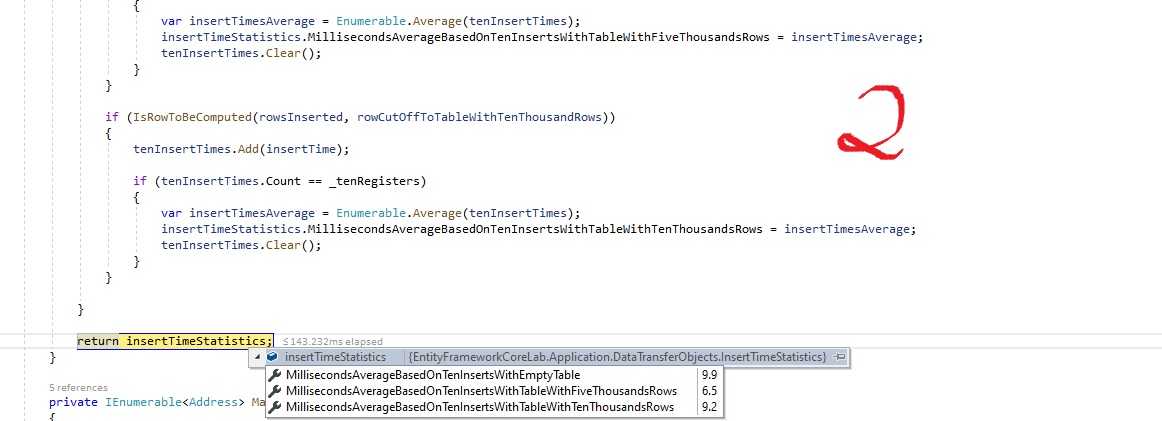 {
var insertTimesAverage = Enumerable.Average(tenInsertTimes);
insertTimeStatistics.MillisecondsAverageBasedOnTenInsertsWithTableWithFiveThousandsRows = insertTimesAverage;
tenInsertTimes.Clear();
}
}
if (IsRowToBeComputed(rowsInserted, rowCutOffToTableWithTenThousandRows))
2
{
tenInsertTimes.Add(insertTime);
if (tenInsertTimes.Count == _tenRegisters)
{
var insertTimesAverage = Enumerable.Average(tenInsertTimes);
insertTimeStatistics.MillisecondsAverageBasedOnTenInsertsWithTableWithTenThousandsRows = insertTimesAverage;
tenInsertTimes.Clear();
}
}
}
return insertTimeStatistics; ≤143.232ms elapsed
} insertTimeStatistics {EntityFrameworkCoreLab.Application.DataTransferObjects.InsertTimeStatistics}
MillisecondsAverageBasedOnTenInsertsWithEmptyTable 9.9
5 references MillisecondsAverageBasedOnTenInsertsWithTableWithFiveThousandsRows 6.5
private IEnumerable<Address> Ma MillisecondsAverageBasedOnTenInsertsWithTableWithTenThousandsRows 9.2
{